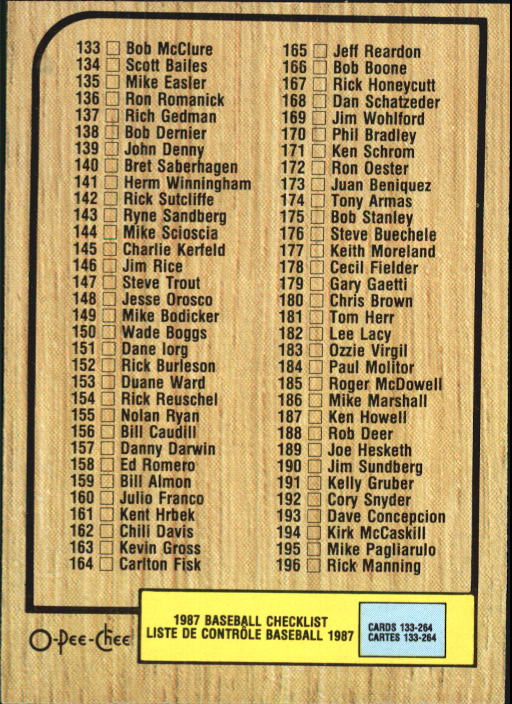 133 Bob McClure
134 Scott Bailes
135 Mike Easler
136 Ron Romanick
137 Rich Gedman
138 Bob Dernier
139 John Denny
140 Bret Saberhagen
141 Herm Winningham
142 Rick Sutcliffe
143 Ryne Sandberg
144 Mike Scioscia
145 Charlie Kerfeld
146 Jim Rice
147 Steve Trout
148 Jesse Orosco
149 Mike Bodicker
150 Wade Boggs
151 Dane Iorg
152 Rick Burleson
153 Duane Ward
154 Rick Reuschel
155 Nolan Ryan
156 Bill Caudill
157 Danny Darwin
158 Ed Romero
159 Bill Almon
160 Julio Franco
161 Kent Hrbek
162 Chili Davis
163 Kevin Gross
164 Carlton Fisk
165 Jeff Reardon
166 Bob Boone
167 Rick Honeycutt
168 Dan Schatzeder
169 Jim Wohlford
170 Phil Bradley
171 Ken Schrom
172 Ron Oester
173 Juan Beniquez
174 Tony Armas
175 Bob Stanley
176 Steve Buechele
177 Keith Moreland
178 Cecil Fielder
179 Gary Gaetti
180 Chris Brown
181 Tom Herr
182 Lee Lacy
183 Ozzie Virgil
184 Paul Molitor
185 Roger McDowell
186 Mike Marshall
187 Ken Howell
188 Rob Deer
189 Joe Hesketh
190 Jim Sundberg
191 Kelly Gruber
192 Cory Snyder
193 Dave Concepcion
194 Kirk McCaskill
195 Mike Pagliarulo
196 Rick Manning
O-Pee-Chee
1987 BASEBALL CHECKLIST
LISTE DE CONTRÔLE BASEBALL 1987
CARDS 133-264
CARTES 133-264